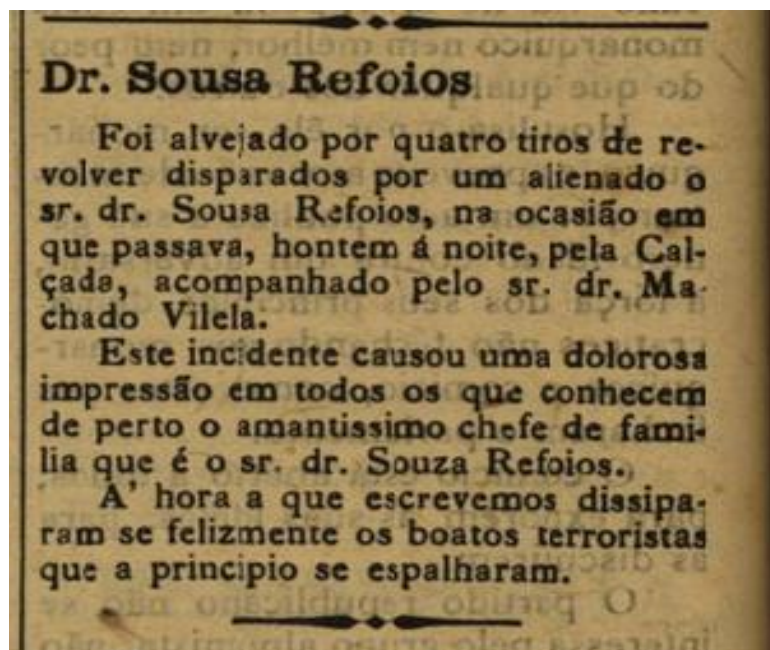 Dr. Sousa Refoios
Foi alvejado por quatro tiros de re-
volver disparados por um alienado o
sr. dr. Sousa Refoios, na ocasião em
que passava, hontem á noite, pela Cal-
çada, acompanhado pelo sr. dr. Ma-
chado Vilela.
Este incidente causou uma dolorosa
impressão em todos os que conhecem
de perto o amantissimo chefe de fami-
lia que é o sr. dr. Souza Refoios.
A' hora a que escrevemos dissipa-
ram se felizmente os boatos terroristas
que a principio se espalharam.